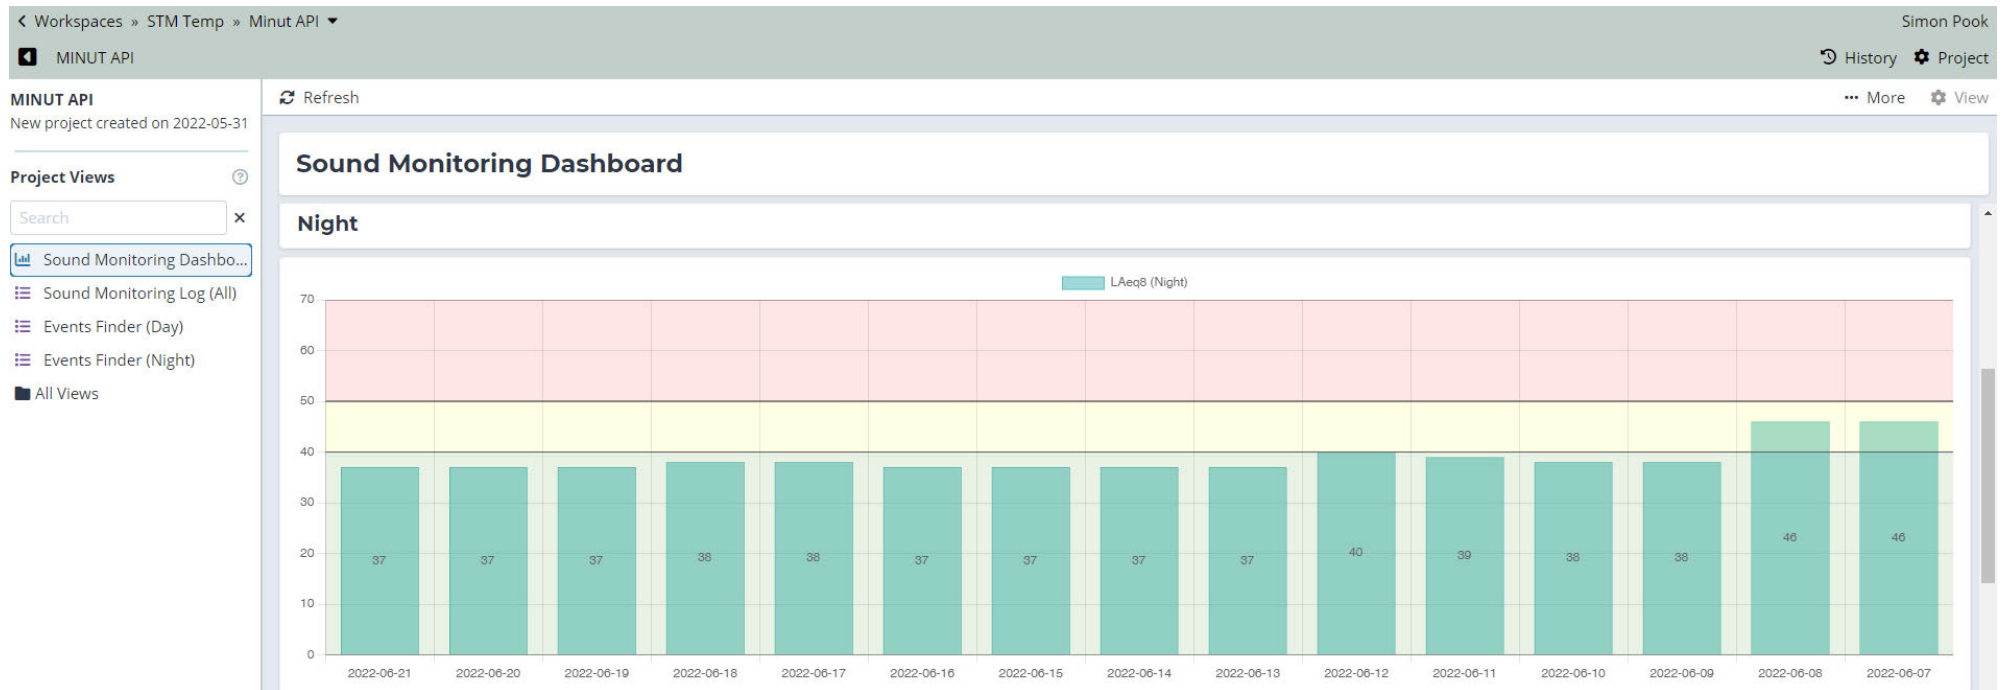 Workspaces » STM Temp » Minut API
Simon Pook
MINUT API
History
Project
MINUT API
New project created on 2022-05-31
Project Views
Search
Sound Monitoring Dashbo...
Sound Monitoring Log (All)
Events Finder (Day)
Events Finder (Night)
All Views
Refresh
More
View
Sound Monitoring Dashboard
Night
LAeq8 (Night)
70
60
50
40
30
20
10
0
37 37 37 38 38 37 37 37 37 40 39 38 38 46 46
2022-06-21 2022-06-20 2022-06-19 2022-06-18 2022-06-17 2022-06-16 2022-06-15 2022-06-14 2022-06-13 2022-06-12 2022-06-11 2022-06-10 2022-06-09 2022-06-08 2022-06-07